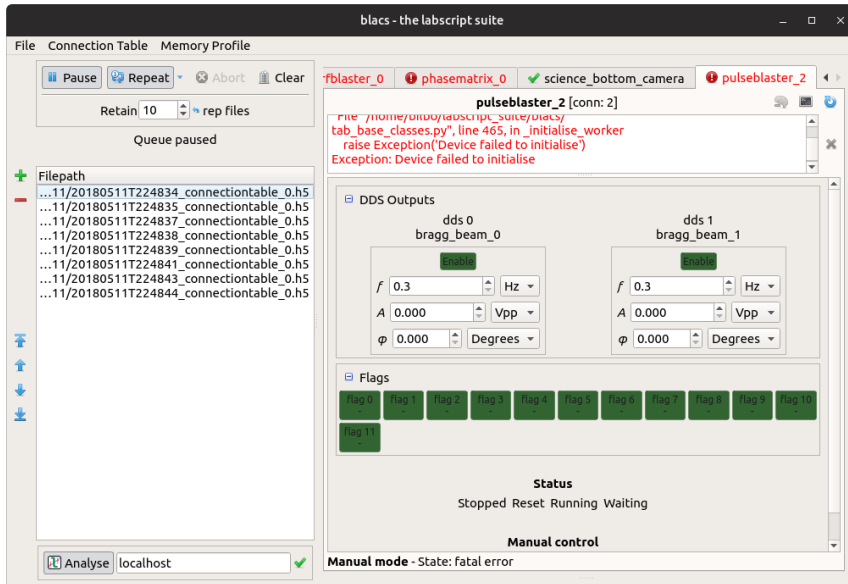 blacs - the labscript suite
File Connection Table Memory Profile
Pause Repeat Abort Clear
Retain 10 rep files
Queue paused
Filepath
...11/20180511T224834_connectiontable_0.h5
...11/20180511T224835_connectiontable_0.h5
...11/20180511T224837_connectiontable_0.h5
...11/20180511T224838_connectiontable_0.h5
...11/20180511T224839_connectiontable_0.h5
...11/20180511T224841_connectiontable_0.h5
...11/20180511T224843_connectiontable_0.h5
...11/20180511T224844_connectiontable_0.h5
Analyse localhost
rfblaster_0 phasematrix_0 science_bottom_camera pulseblaster_2
pulseblaster_2 [conn: 2]
File "/home/bilbo/labscript_suite/blacs/
tab_base_classes.py", line 465, in _initialise_worker
raise Exception('Device failed to initialise')
Exception: Device failed to initialise
DDS Outputs
dds 0 dds 1
bragg_beam_0 bragg_beam_1
Enable Enable
f 0.3 Hz f 0.3 Hz
A 0.000 Vpp A 0.000 Vpp
φ 0.000 Degrees φ 0.000 Degrees
Flags
flag 0 flag 1 flag 2 flag 3 flag 4 flag 5 flag 6 flag 7 flag 8 flag 9 flag 10
- - - - - - - - - - -
flag 11
-
Status
Stopped Reset Running Waiting
Manual control
Manual mode - State: fatal error